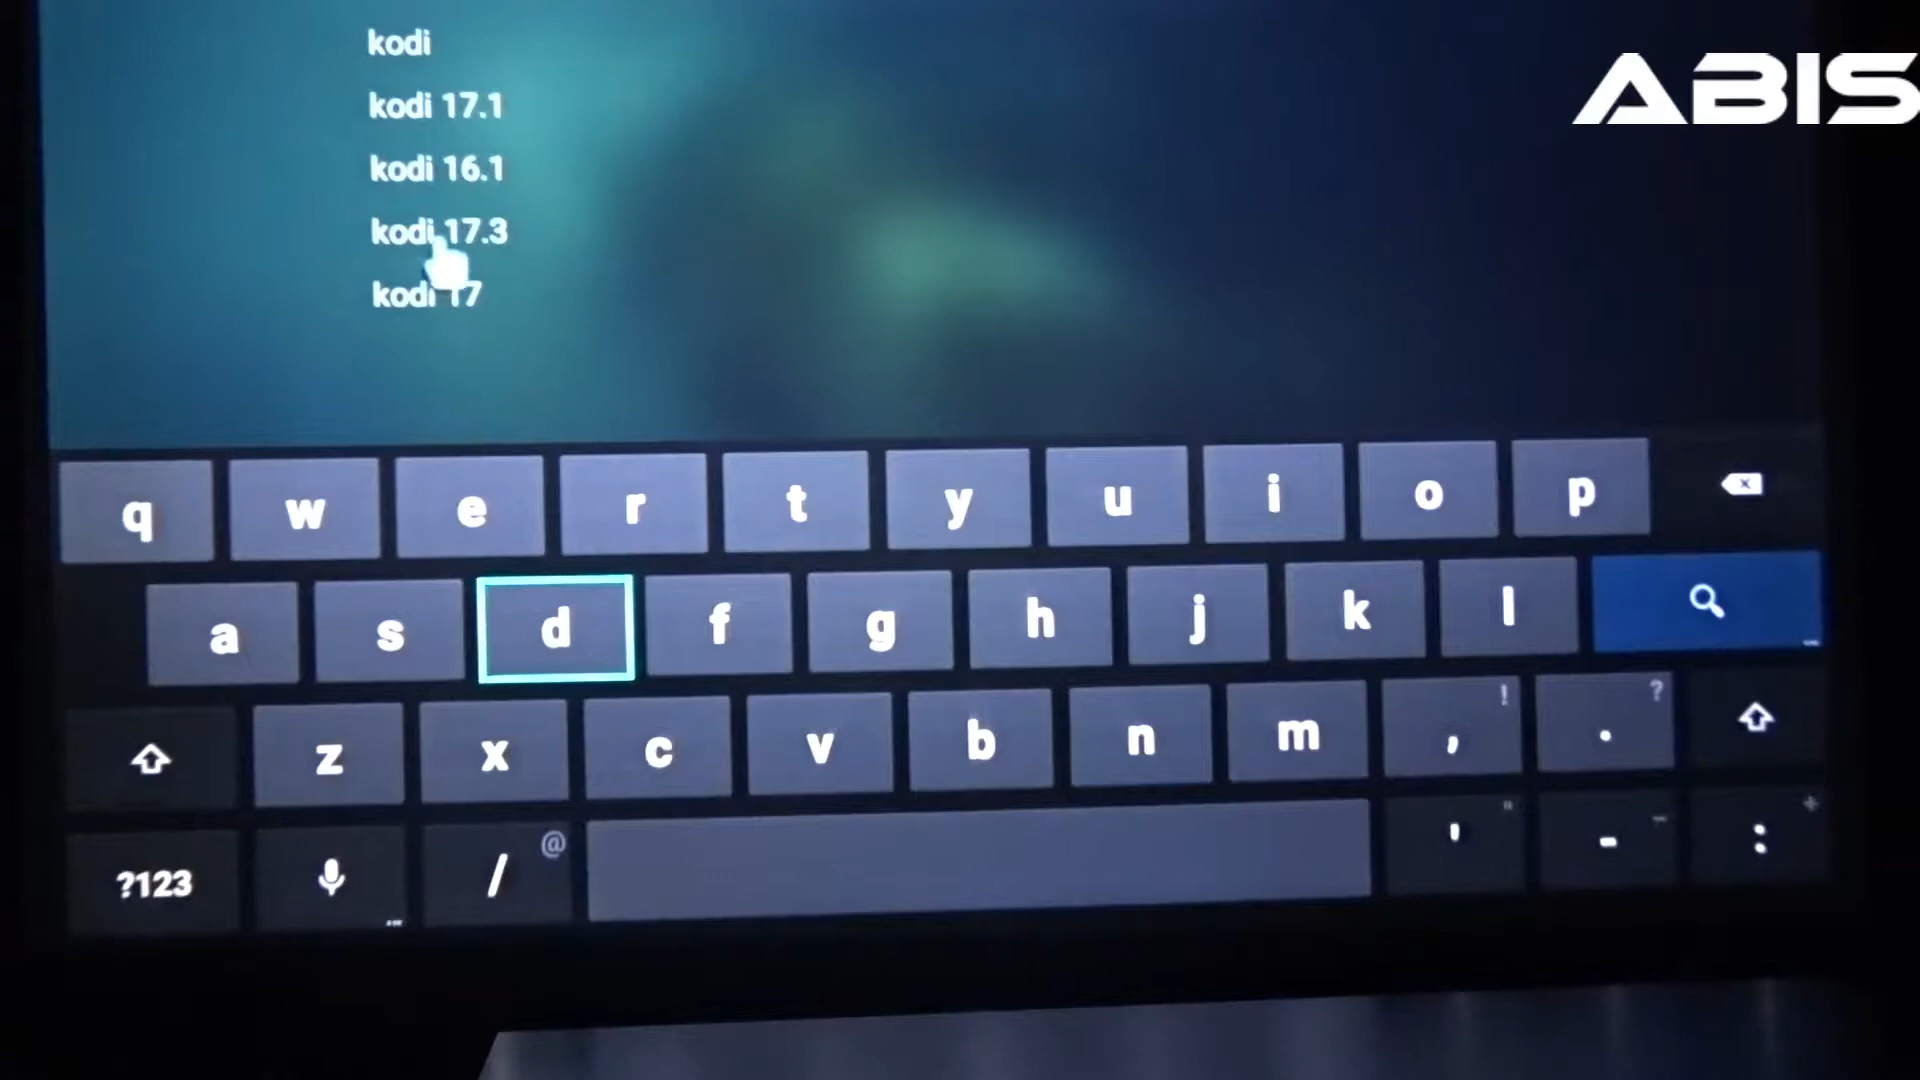 kodi
ABIS
kodi 17.1
kodi 16.1
kodi 17.3
kodi 17
q w e r t y u i o p
a s d f g h j k l
z x c v b n m , ! . ?
?123 / @ ' " - _ : +